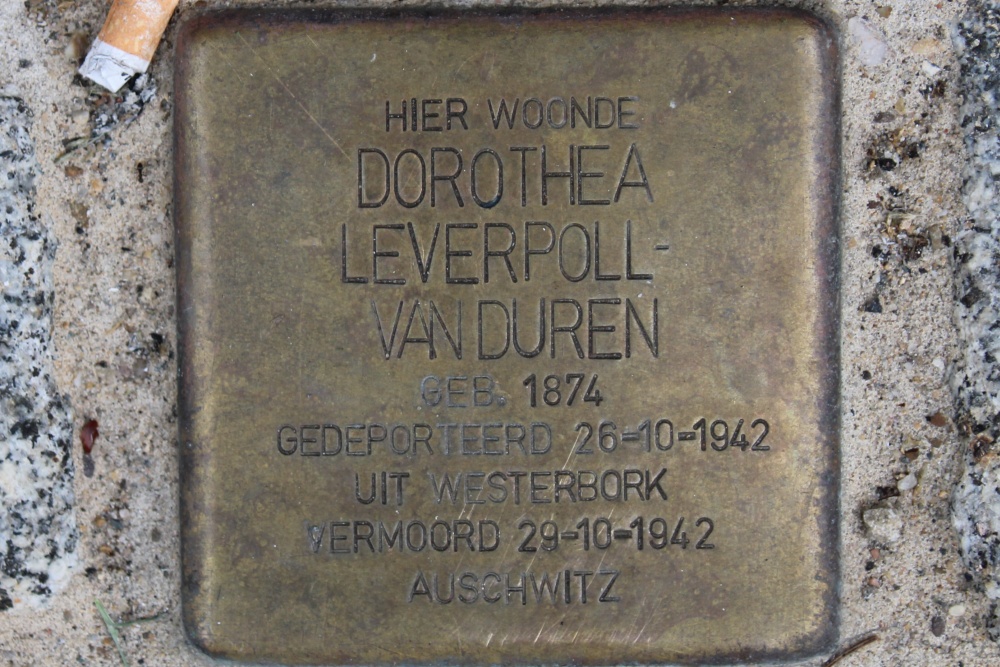 HIER WOONDE
DOROTHEA
LEVERPOLL-
VAN DUREN
GEB. 1874
GEDEPORTEERD 26-10-1942
UIT WESTERBORK
VERMOORD 29-10-1942
AUSCHWITZ